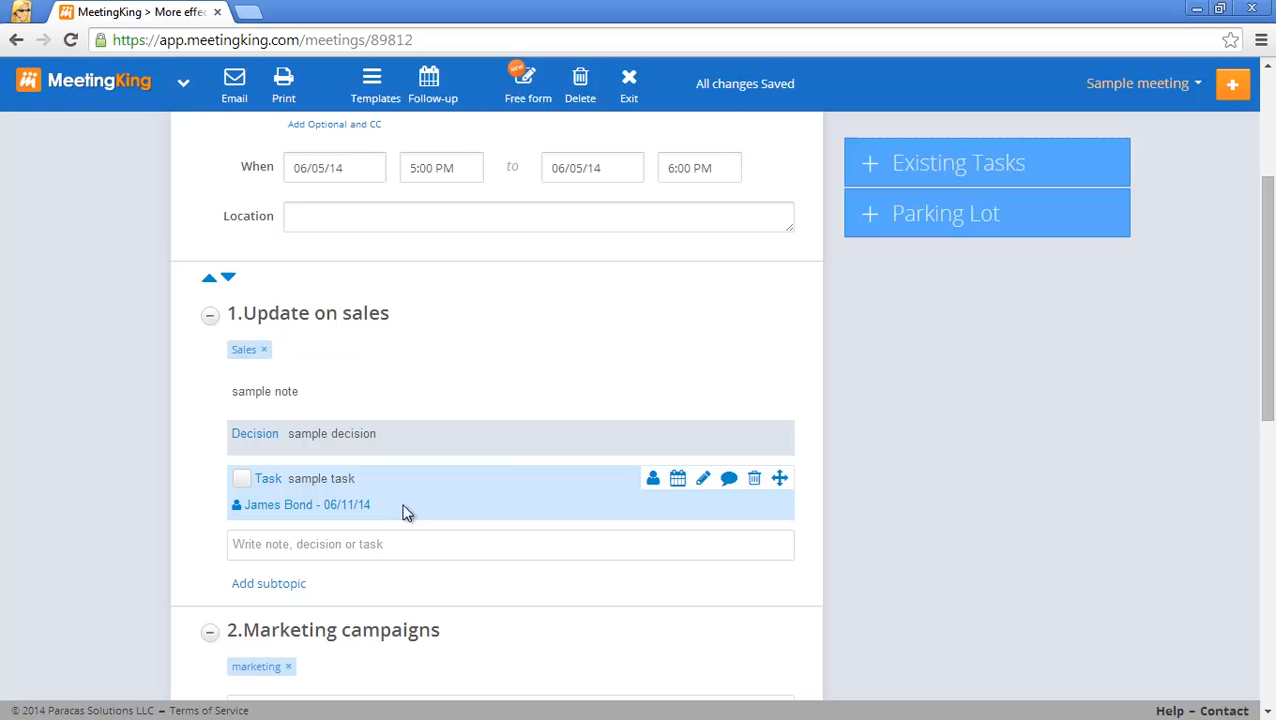 MeetingKing > More effec
https://app.meetingking.com/meetings/89812
MeetingKing
Email
Print
Templates
Follow-up
NEW
Free form
Delete
Exit
All changes Saved
Sample meeting
Add Optional and CC
When 06/05/14 5:00 PM to 06/05/14 6:00 PM
Location
+ Existing Tasks
+ Parking Lot
1.Update on sales
Sales ×
sample note
Decision sample decision
Task sample task
James Bond - 06/11/14
Write note, decision or task
Add subtopic
2.Marketing campaigns
marketing ×
© 2014 Paracas Solutions LLC – Terms of Service
Help – Contact